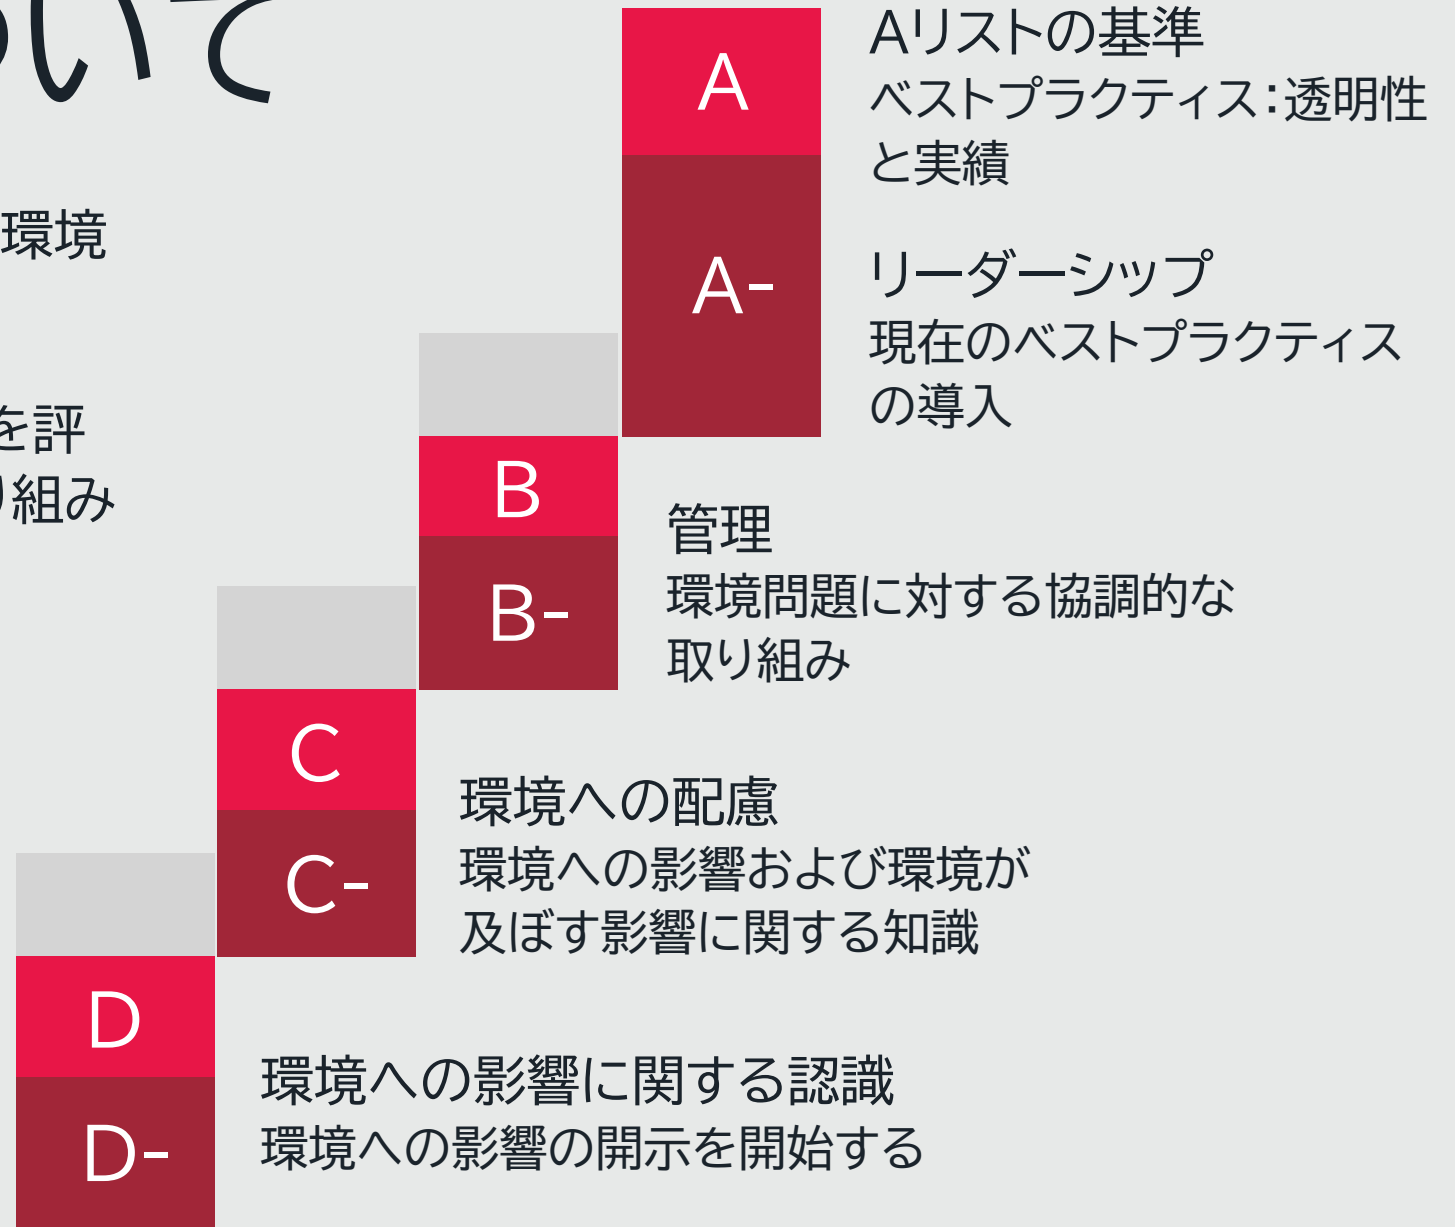 いて
環境
を評
り組み
A
Aリストの基準
ベストプラクティス：透明性
と実績
A-
リーダーシップ
現在のベストプラクティス
の導入
B
B-
管理
環境問題に対する協調的な
取り組み
C
C-
環境への配慮
環境への影響および環境が
及ぼす影響に関する知識
D
D-
環境への影響に関する認識
環境への影響の開示を開始する